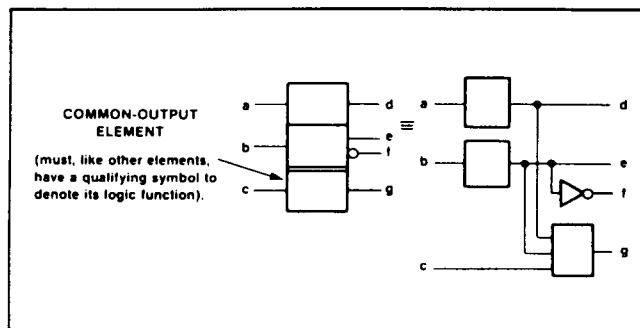 COMMON-OUTPUT
ELEMENT
(must, like other elements,
have a qualifying symbol to
denote its logic function).
a
b
c
d
e
f
g
≡
a
b
c
d
e
f
g